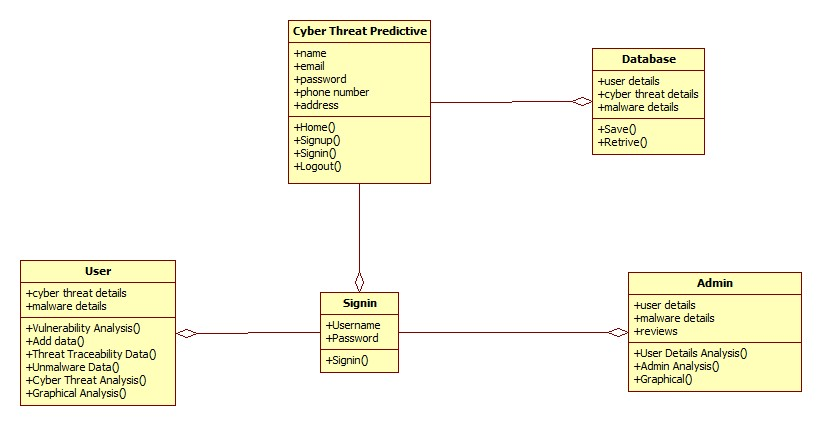 Cyber Threat Predictive
+name
+email
+password
+phone number
+address
+Home()
+Signup()
+Signin()
+Logout()
Database
+user details
+cyber threat details
+malware details
+Save()
+Retrive()
User
+cyber threat details
+malware details
+Vulnerability Analysis()
+Add data()
+Threat Traceability Data()
+Unmalware Data()
+Cyber Threat Analysis()
+Graphical Analysis()
Signin
+Username
+Password
+Signin()
Admin
+user details
+malware details
+reviews
+User Details Analysis()
+Admin Analysis()
+Graphical()